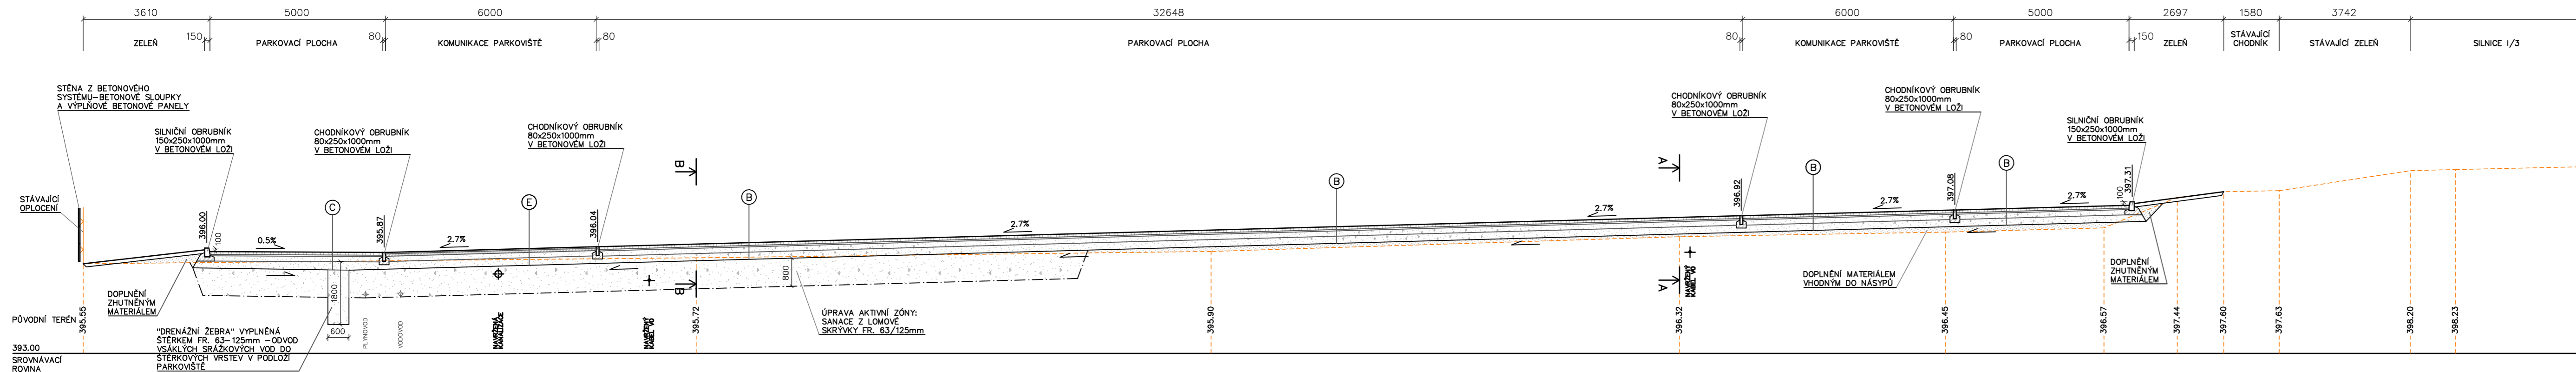 3610
5000
6000
32648
6000
5000
2697
1580
3742
ZELEŇ
150
PARKOVACÍ PLOCHA
80
KOMUNIKACE PARKOVIŠTĚ
80
PARKOVACÍ PLOCHA
80
KOMUNIKACE PARKOVIŠTĚ
80
PARKOVACÍ PLOCHA
150
ZELEŇ
STÁVAJÍCÍ
CHODNÍK
STÁVAJÍCÍ ZELEŇ
SILNICE I/3
STĚNA Z BETONOVÉHO
SYSTÉMU-BETONOVÉ SLOUPKY
A VÝPLŇOVÉ BETONOVÉ PANELY
SILNIČNÍ OBRUBNÍK
150x250x1000mm
V BETONOVÉM LOŽI
CHODNÍKOVÝ OBRUBNÍK
80x250x1000mm
V BETONOVÉM LOŽI
CHODNÍKOVÝ OBRUBNÍK
80x250x1000mm
V BETONOVÉM LOŽI
CHODNÍKOVÝ OBRUBNÍK
80x250x1000mm
V BETONOVÉM LOŽI
CHODNÍKOVÝ OBRUBNÍK
80x250x1000mm
V BETONOVÉM LOŽI
SILNIČNÍ OBRUBNÍK
150x250x1000mm
V BETONOVÉM LOŽI
STÁVAJÍCÍ
OPLOCENÍ
396.00
100
0.5%
C
395.87
2.7%
E
396.04
B
B
2.7%
B
2.7%
A
396.92
B
2.7%
397.08
B
2.7%
100
397.31
DOPLNĚNÍ
ZHUTNĚNÝM
MATERIÁLEM
1800
600
800
B
A
NAVRŽENÝ
KABEL VO
DOPLNĚNÍ MATERIÁLEM
VHODNÝM DO NÁSYPŮ
DOPLNĚNÍ
ZHUTNĚNÝM
MATERIÁLEM
PŮVODNÍ TERÉN
395.55
"DRENÁŽNÍ ŽEBRA" VYPLNĚNÁ
ŠTĚRKEM FR. 63-125mm -ODVOD
VSÁKLÝCH SRÁŽKOVÝCH VOD DO
ŠTĚRKOVÝCH VRSTEV V PODLOŽÍ
PARKOVIŠTĚ
PLYNOVOD
VODOVOD
NAVRŽENÁ
KANALIZACE
NAVRŽENÝ
KABEL VO
395.72
ÚPRAVA AKTIVNÍ ZÓNY:
SANACE Z LOMOVÉ
SKRÝVKY FR. 63/125mm
395.90
396.32
396.45
396.57
397.44
397.60
397.63
398.20
398.23
393.00
SROVNÁVACÍ
ROVINA